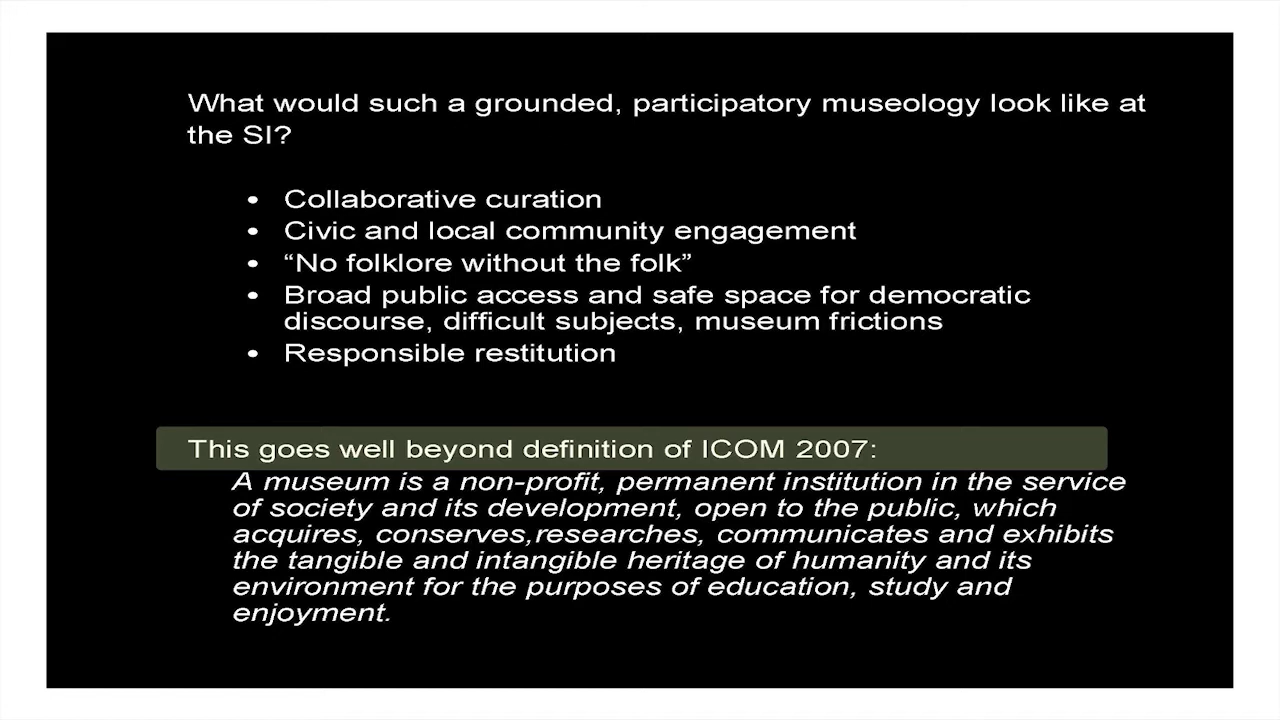 What would such a grounded, participatory museology look like at
the SI?
• Collaborative curation
• Civic and local community engagement
• “No folklore without the folk”
• Broad public access and safe space for democratic
discourse, difficult subjects, museum frictions
• Responsible restitution
This goes well beyond definition of ICOM 2007:
A museum is a non-profit, permanent institution in the service
of society and its development, open to the public, which
acquires, conserves,researches, communicates and exhibits
the tangible and intangible heritage of humanity and its
environment for the purposes of education, study and
enjoyment.